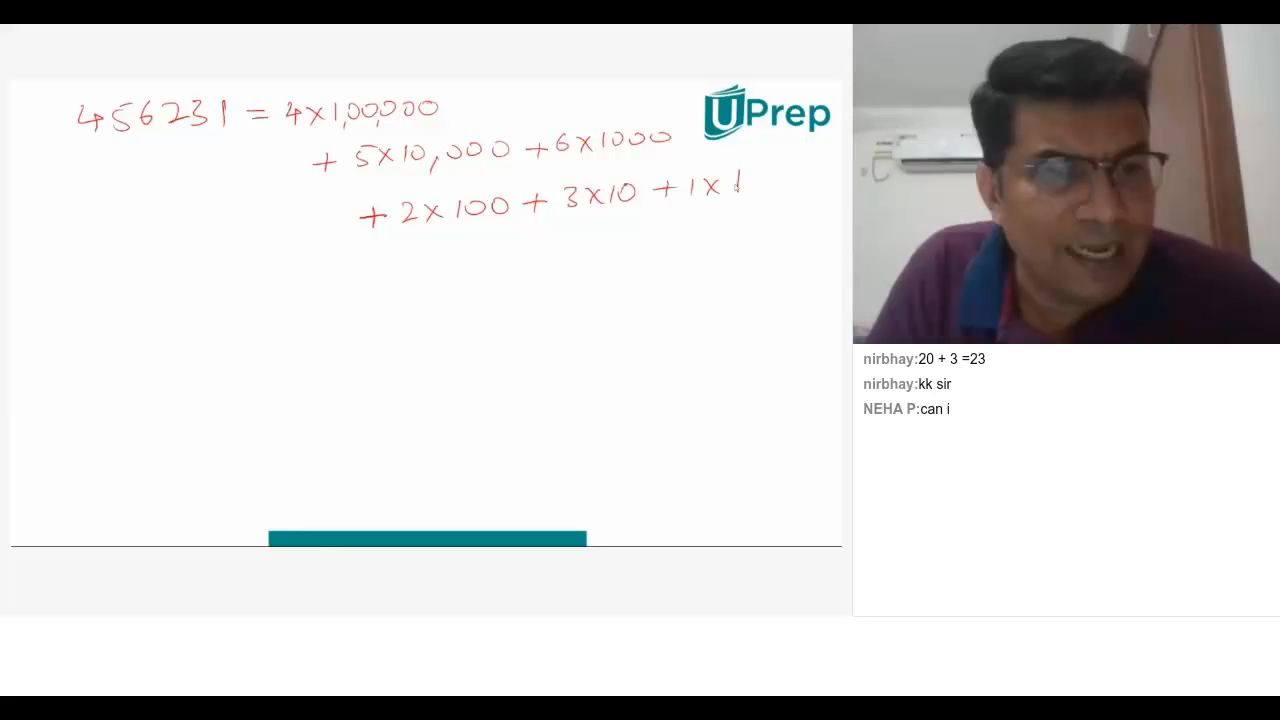 456231 = 4×1,00,000
UPrep
+ 5×10,000 + 6×1000
+ 2×100 + 3×10 + 1×1
nirbhay:20 + 3 =23
nirbhay:kk sir
NEHA P:can i